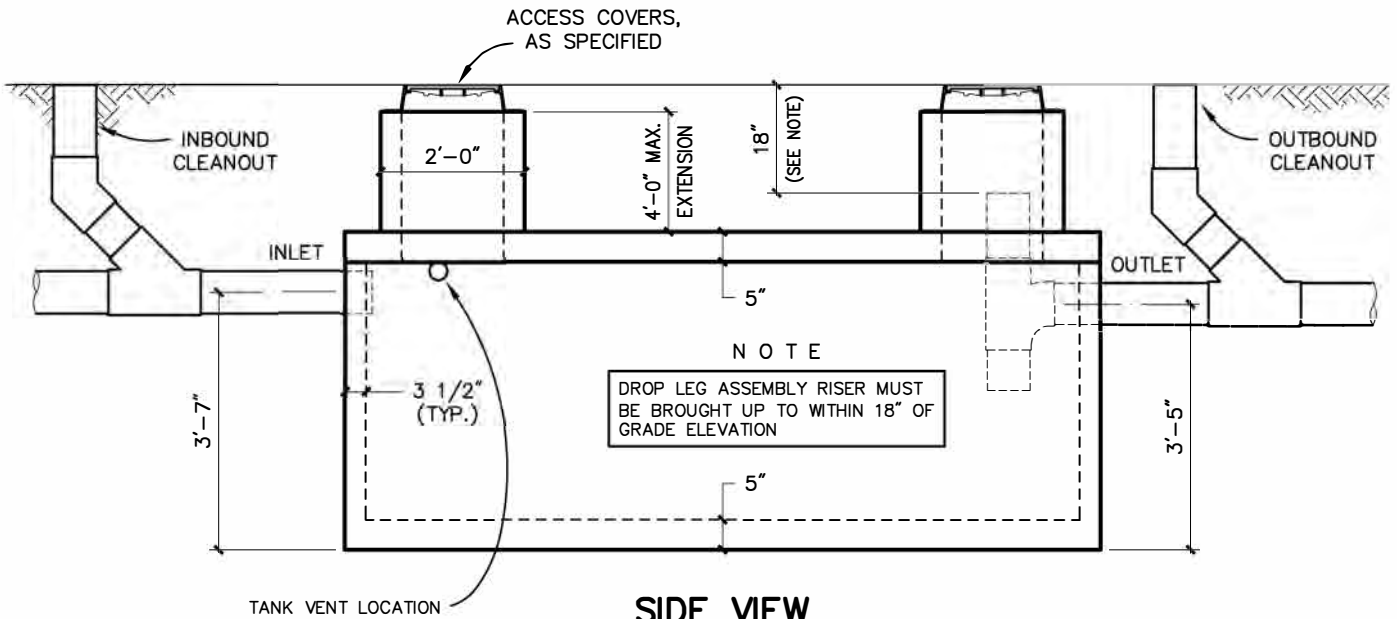 ACCESS COVERS,
AS SPECIFIED
INBOUND
CLEANOUT
2'-0"
4'-0" MAX.
EXTENSION
18"
(SEE NOTE)
OUTBOUND
CLEANOUT
INLET
OUTLET
5"
3'-7"
3 1/2"
(TYP.)
NOTE
DROP LEG ASSEMBLY RISER MUST
BE BROUGHT UP TO WITHIN 18" OF
GRADE ELEVATION
3'-5"
5"
TANK VENT LOCATION
SIDE VIEW